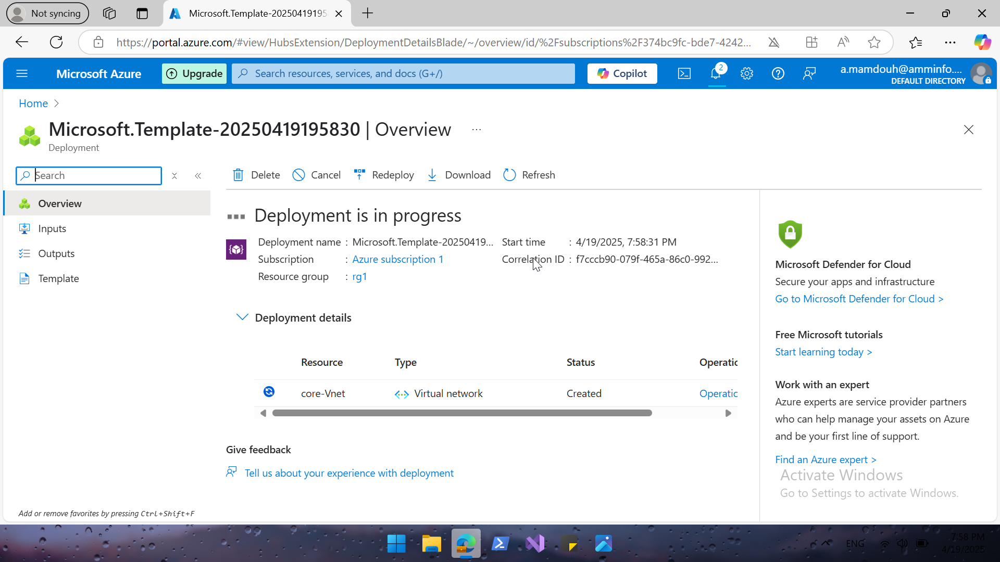 Not syncing
Microsoft.Template-2025041919​5
https://portal.azure.com/#view/HubsExtension/DeploymentDetailsBlade/~/overview/id/%2Fsubscriptions%2F374bc9fc-bde7-4242...
Microsoft Azure
Upgrade
Search resources, services, and docs (G+/)
Copilot
2
a.mamdouh@amminfo....
DEFAULT DIRECTORY
Home
Microsoft.Template-20250419195830 | Overview ...
Deployment
Search
Overview
Inputs
Outputs
Template
Add or remove favorites by pressing Ctrl+Shift+F
Delete Cancel Redeploy Download Refresh
Deployment is in progress
Deployment name : Microsoft.Template-20250419...
Subscription : Azure subscription 1
Resource group : rg1
Start time : 4/19/2025, 7:58:31 PM
Correlation ID : f7cccb90-079f-465a-86c0-992...
Deployment details
Resource Type Status Operatic
core-Vnet Virtual network Created Operatic
Give feedback
Tell us about your experience with deployment
Microsoft Defender for Cloud
Secure your apps and infrastructure
Go to Microsoft Defender for Cloud >
Free Microsoft tutorials
Start learning today >
Work with an expert
Azure experts are service provider partners
who can help manage your assets on Azure
and be your first line of support.
Find an Azure expert >
Activate Windows
Go to Settings to activate Windows.
ENG
7:58 PM
4/19/2025